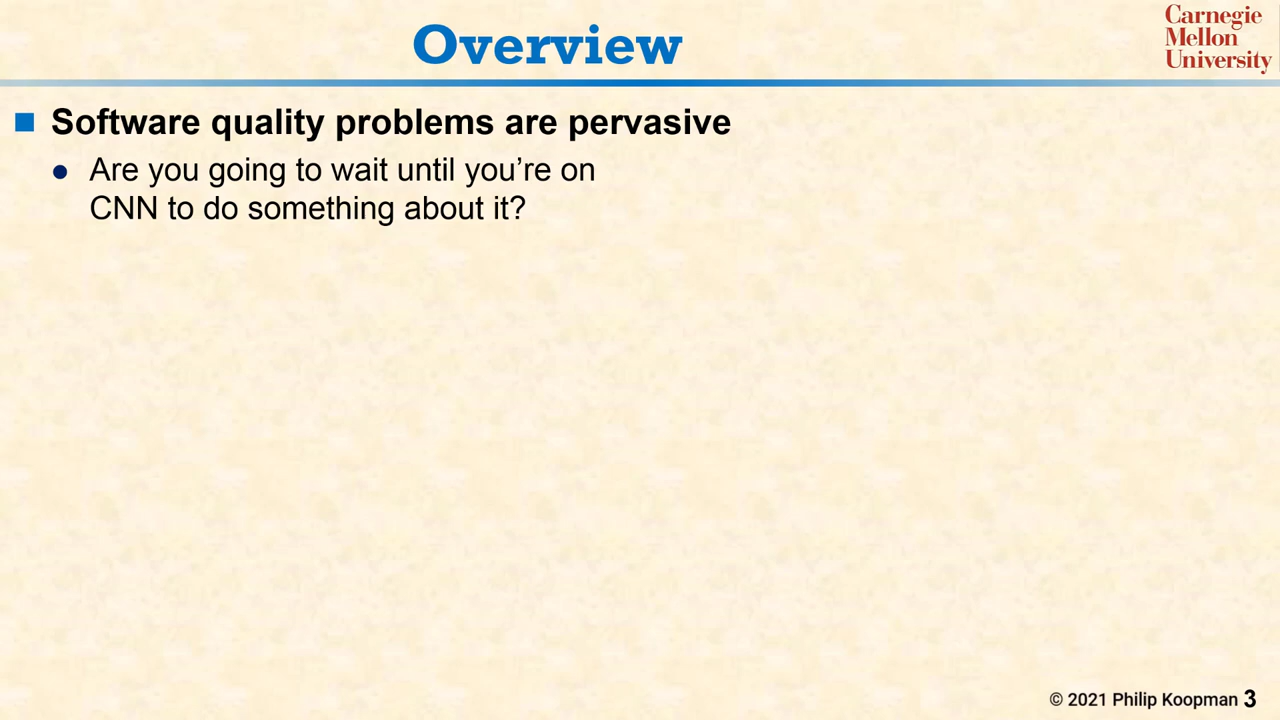 Overview
Carnegie
Mellon
University
■ Software quality problems are pervasive
● Are you going to wait until you're on
CNN to do something about it?
© 2021 Philip Koopman 3